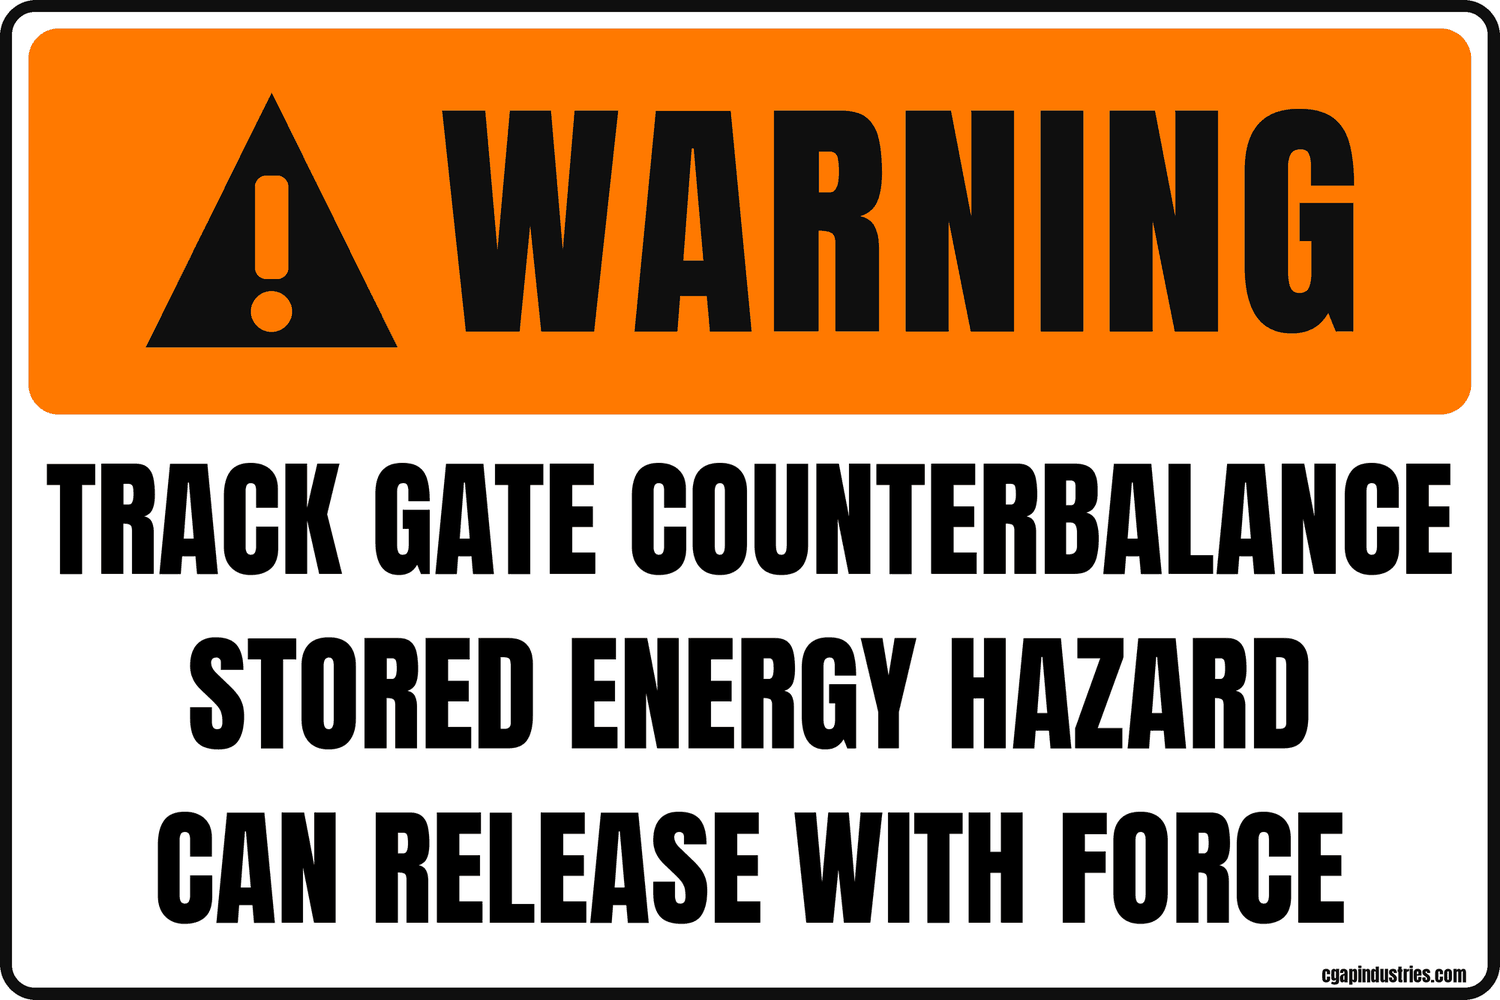 WARNING
TRACK GATE COUNTERBALANCE
STORED ENERGY HAZARD
CAN RELEASE WITH FORCE
cgapindustries.com